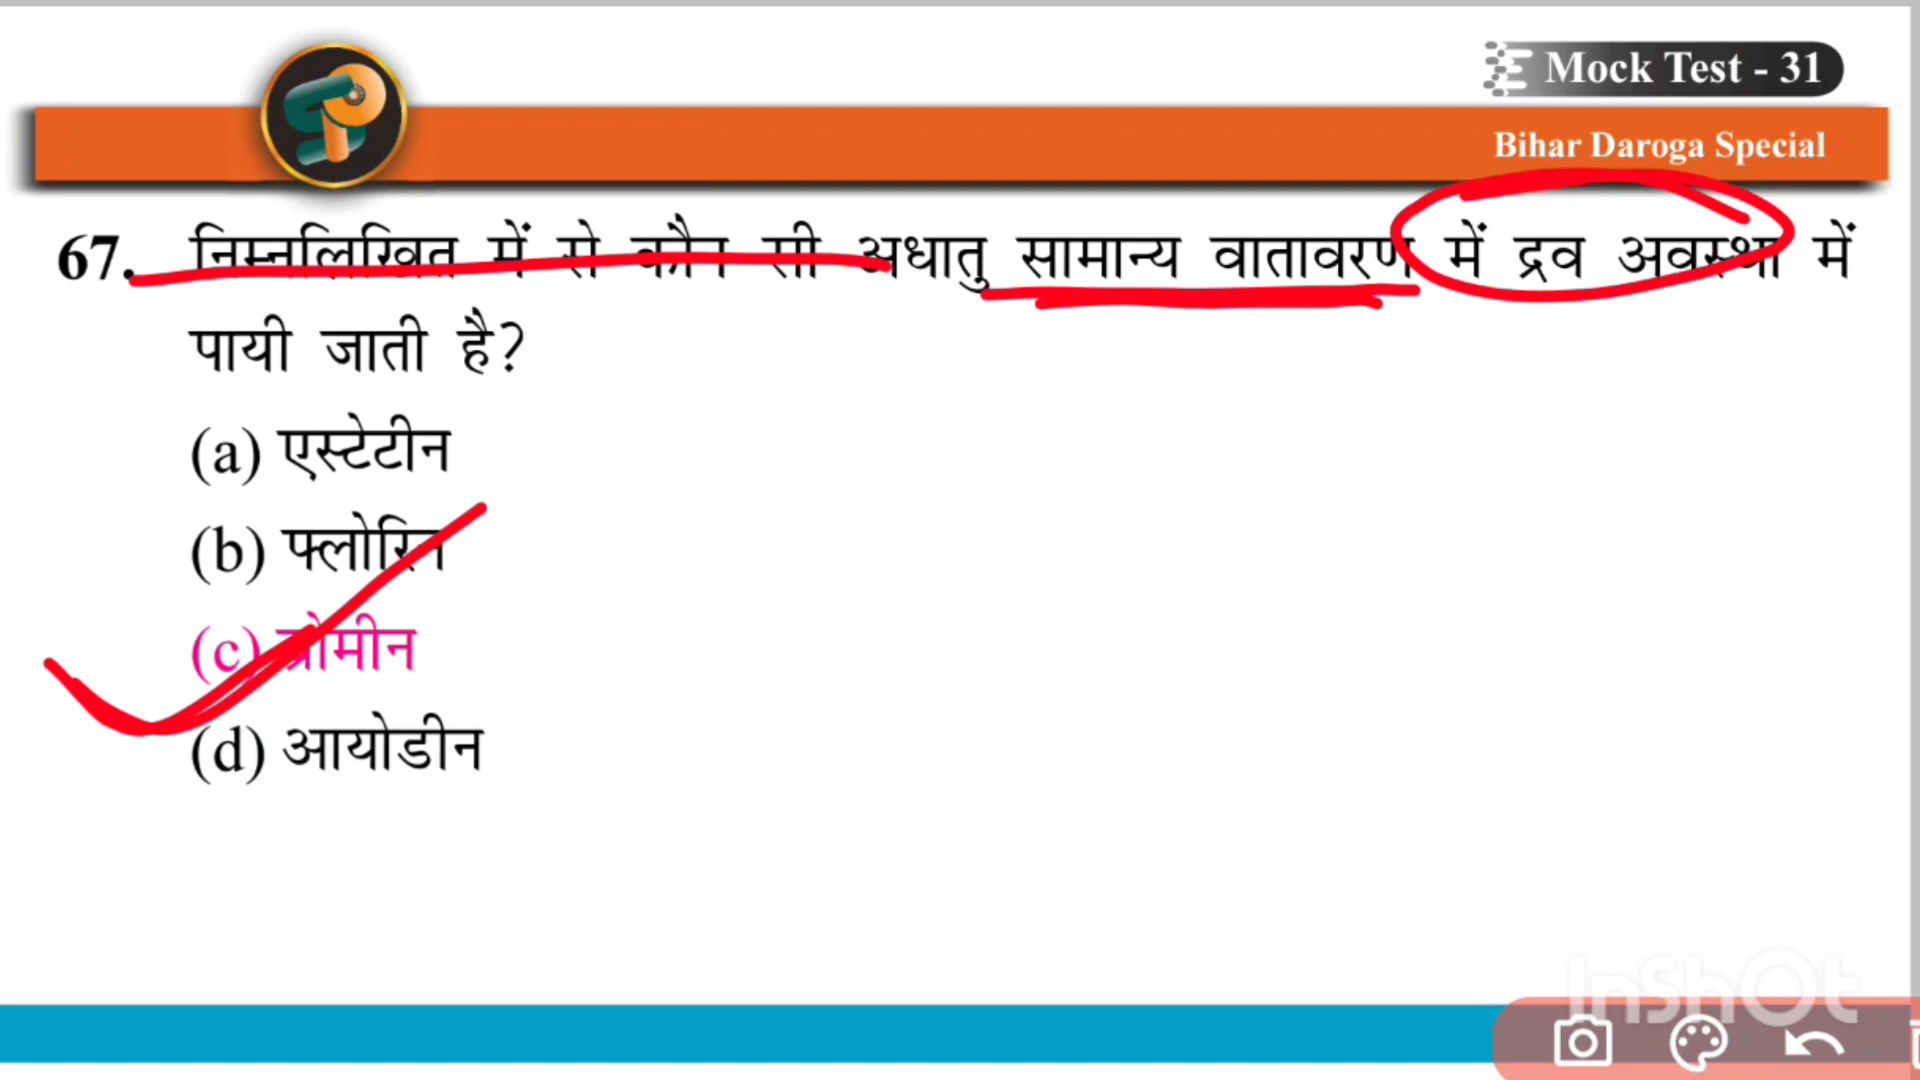 Mock Test - 31
Bihar Daroga Special
67. निम्नलिखित में से कौन सी अधातु सामान्य वातावरण में द्रव अवस्था में
पायी जाती है?
(a) एस्टेटीन
(b) फ्लोरिन
(c) ब्रोमीन
(d) आयोडीन
InShOt